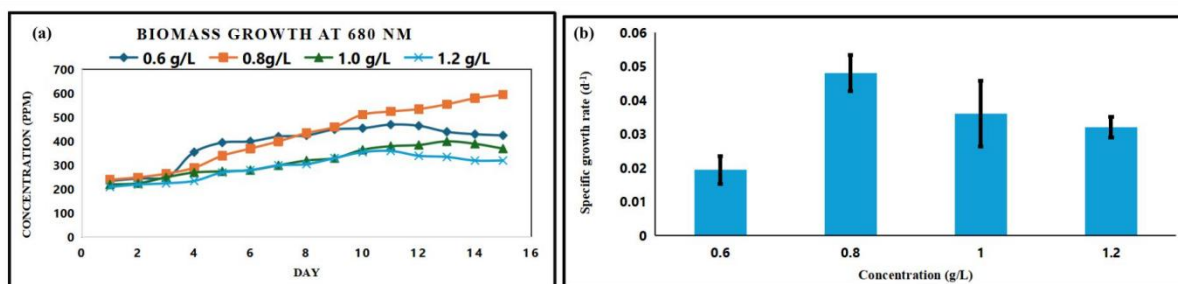 (a)
BIOMASS GROWTH AT 680 NM
0.6 g/L 0.8g/L 1.0 g/L 1.2 g/L
CONCENTRATION (PPM)
700
600
500
400
300
200
100
0
0 2 4 6 8 10 12 14 16
DAY
(b)
Specific growth rate (d-1)
0.06
0.05
0.04
0.03
0.02
0.01
0
0.6 0.8 1 1.2
Concentration (g/L)